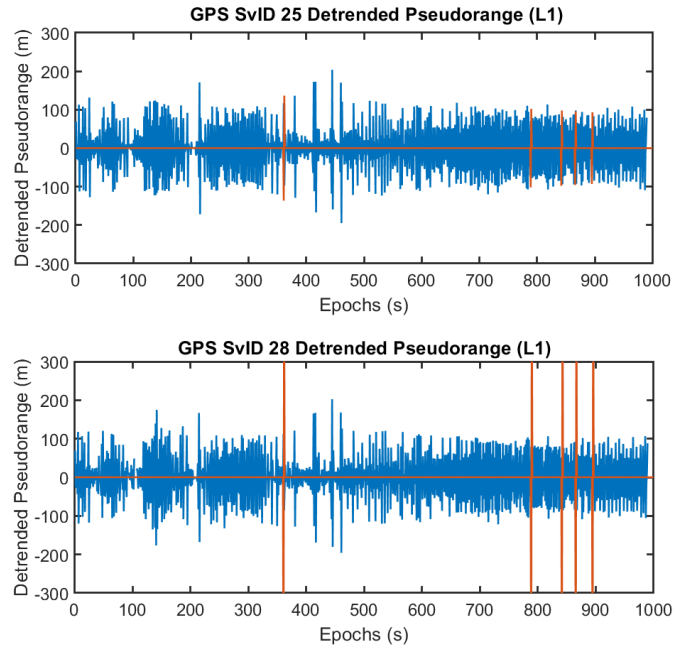 GPS SvID 25 Detrended Pseudorange (L1)
Detrended Pseudorange (m)
300
200
100
0
-100
-200
-300
0 100 200 300 400 500 600 700 800 900 1000
Epochs (s)
GPS SvID 28 Detrended Pseudorange (L1)
Detrended Pseudorange (m)
300
200
100
0
-100
-200
-300
0 100 200 300 400 500 600 700 800 900 1000
Epochs (s)